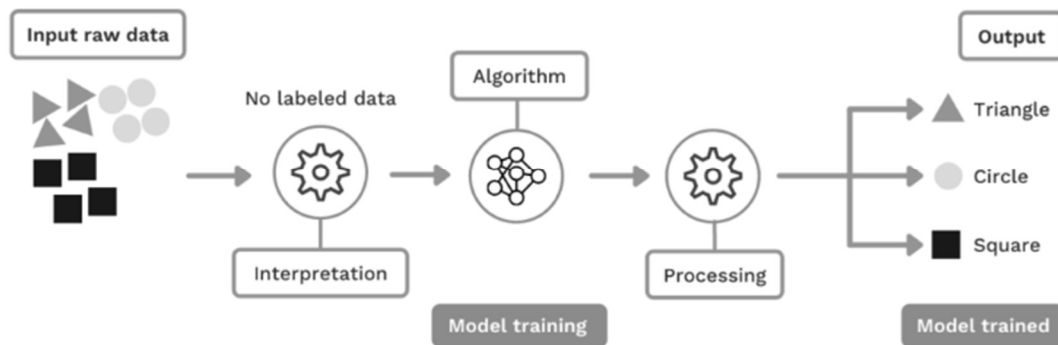 Input raw data
Output
Algorithm
No labeled data
Triangle
Circle
Square
Interpretation
Processing
Model training
Model trained